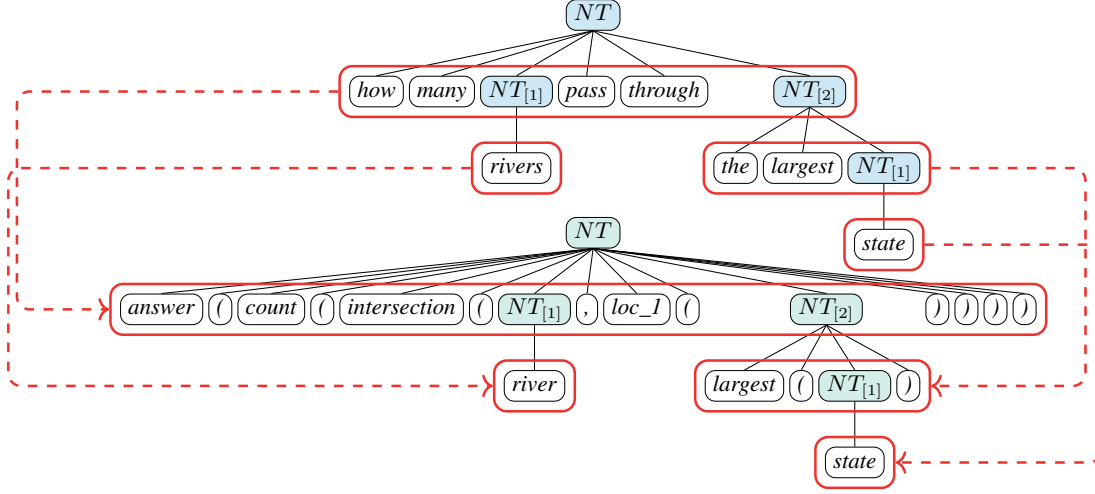 NT
how many NT[1] pass through NT[2]
rivers the largest NT[1]
state
NT
answer ( count ( intersection ( NT[1] , loc_1 ( NT[2] ) ) ) )
river largest ( NT[1] )
state